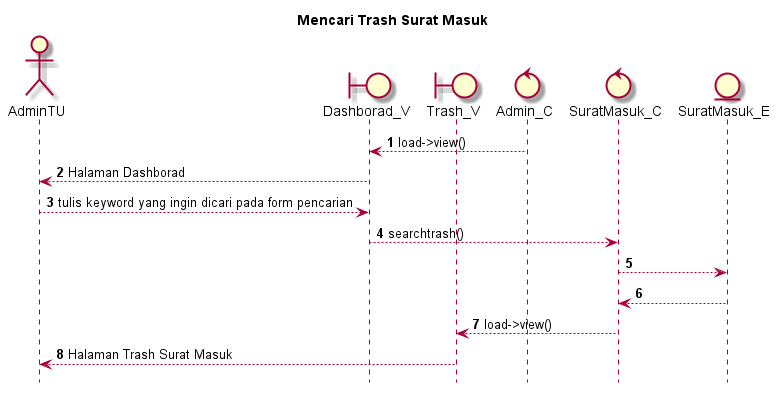 Mencari Trash Surat Masuk
AdminTU
Dashborad_V
Trash_V
Admin_C
SuratMasuk_C
SuratMasuk_E
1 load->view()
2 Halaman Dashborad
3 tulis keyword yang ingin dicari pada form pencarian
4 searchtrash()
5
6
7 load->view()
8 Halaman Trash Surat Masuk